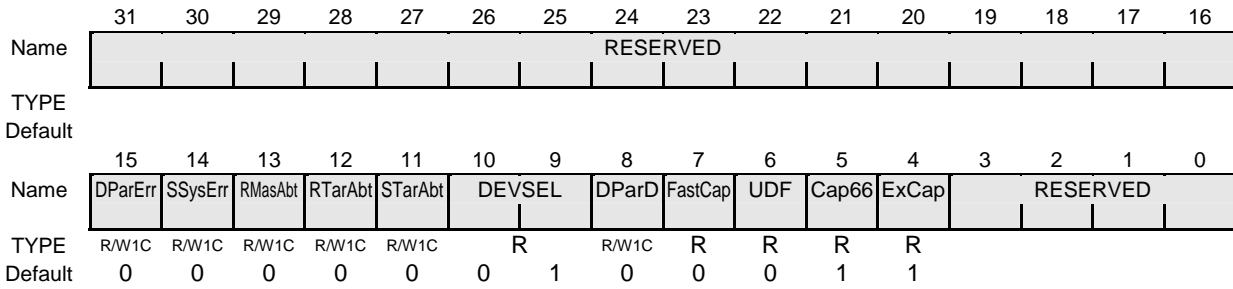 31 30 29 28 27 26 25 24 23 22 21 20 19 18 17 16
Name RESERVED
TYPE
Default
15 14 13 12 11 10 9 8 7 6 5 4 3 2 1 0
Name DParErr SSysErr RMasAbt RTarAbt STarAbt DEVSEL DParD FastCap UDF Cap66 ExCap RESERVED
TYPE R/W1C R/W1C R/W1C R/W1C R/W1C R R/W1C R R R R
Default 0 0 0 0 0 0 1 0 0 0 1 1